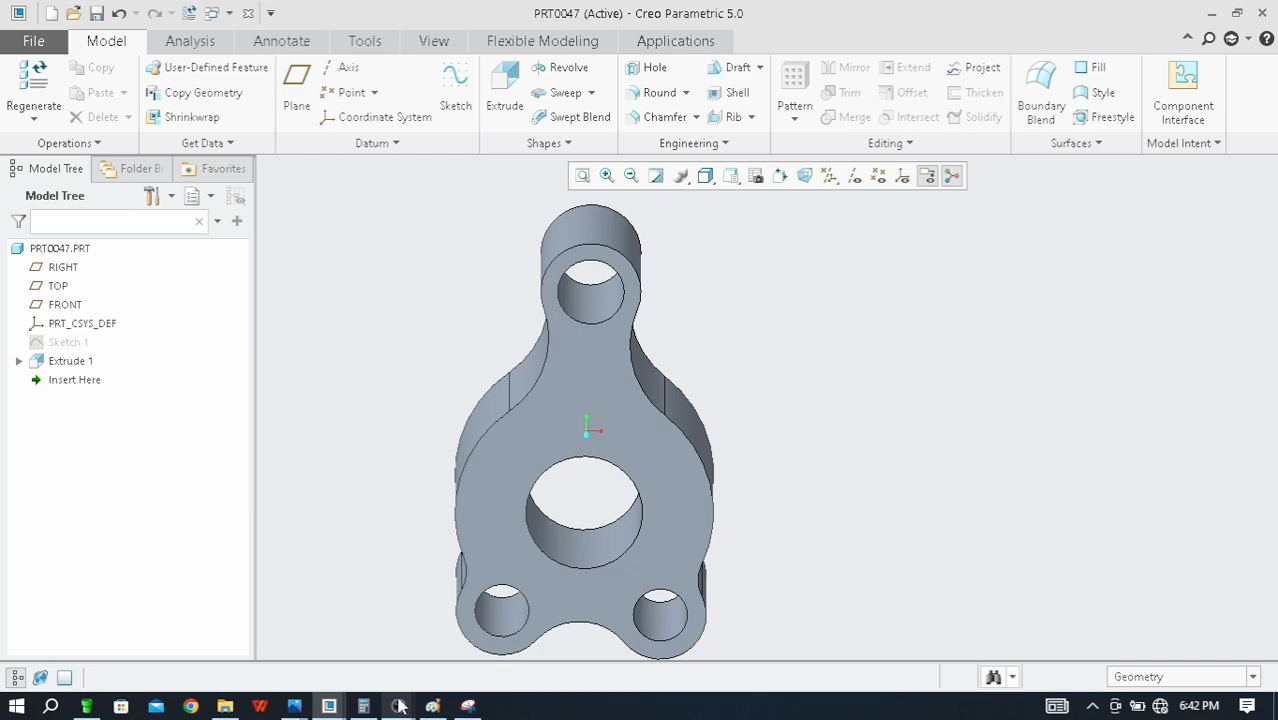 PRT0047 (Active) - Creo Parametric 5.0
File Model Analysis Annotate Tools View Flexible Modeling Applications
Regenerate
Copy
Paste
Delete
Operations
User-Defined Feature
Copy Geometry
Shrinkwrap
Get Data
Plane
Axis
Point
Coordinate System
Sketch
Datum
Extrude
Revolve
Sweep
Swept Blend
Shapes
Hole
Round
Chamfer
Draft
Shell
Rib
Engineering
Pattern
Mirror
Trim
Merge
Extend
Offset
Intersect
Project
Thicken
Solidify
Editing
Boundary
Blend
Fill
Style
Freestyle
Surfaces
Component
Interface
Model Intent
Model Tree
Folder B
Favorites
Model Tree
PRT0047.PRT
RIGHT
TOP
FRONT
PRT_CSYS_DEF
Sketch 1
Extrude 1
Insert Here
Geometry
6:42 PM